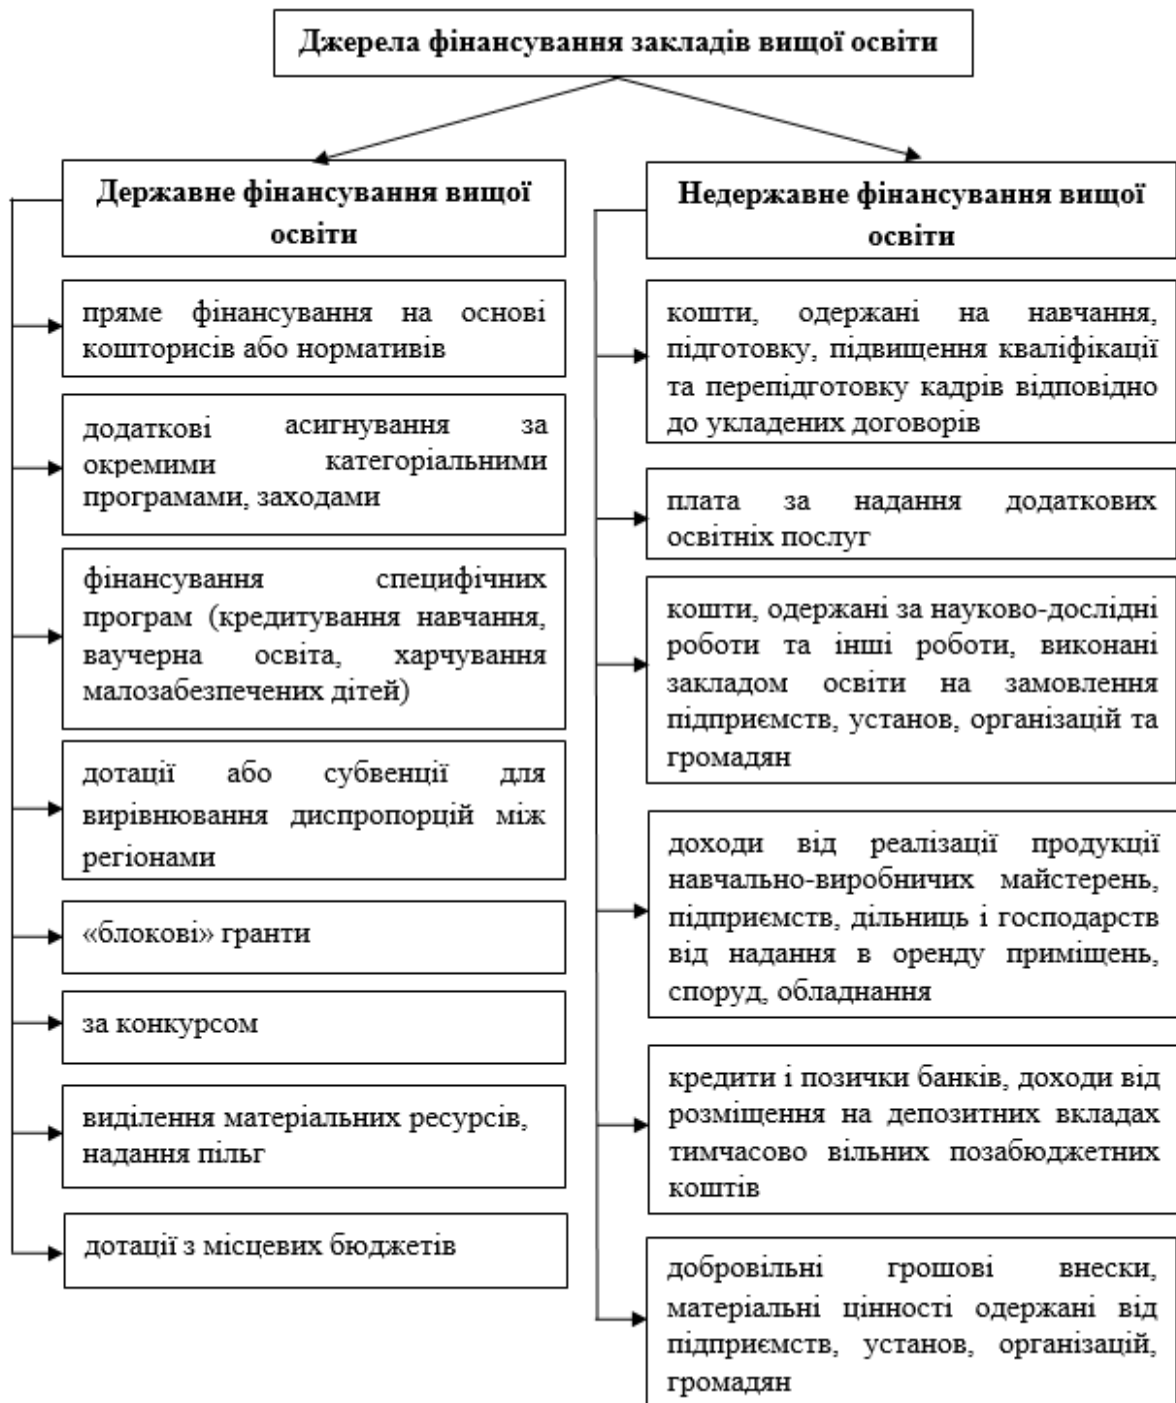 Джерела фінансування закладів вищої освіти
Державне фінансування вищої
освіти
пряме фінансування на основі
кошторисів або нормативів
додаткові асигнування за
окремими категоріальними
програмами, заходами
фінансування специфічних
програм (кредитування навчання,
ваучерна освіта, харчування
малозабезпечених дітей)
дотації або субвенції для
вирівнювання диспропорцій між
регіонами
«блокові» гранти
за конкурсом
виділення матеріальних ресурсів,
надання пільг
дотації з місцевих бюджетів
Недержавне фінансування вищої
освіти
кошти, одержані на навчання,
підготовку, підвищення кваліфікації
та перепідготовку кадрів відповідно
до укладених договорів
плата за надання додаткових
освітніх послуг
кошти, одержані за науково-дослідні
роботи та інші роботи, виконані
закладом освіти на замовлення
підприємств, установ, організацій та
громадян
доходи від реалізації продукції
навчально-виробничих майстерень,
підприємств, дільниць і господарств
від надання в оренду приміщень,
споруд, обладнання
кредити і позички банків, доходи від
розміщення на депозитних вкладах
тимчасово вільних позабюджетних
коштів
добровільні грошові внески,
матеріальні цінності одержані від
підприємств, установ, організацій,
громадян